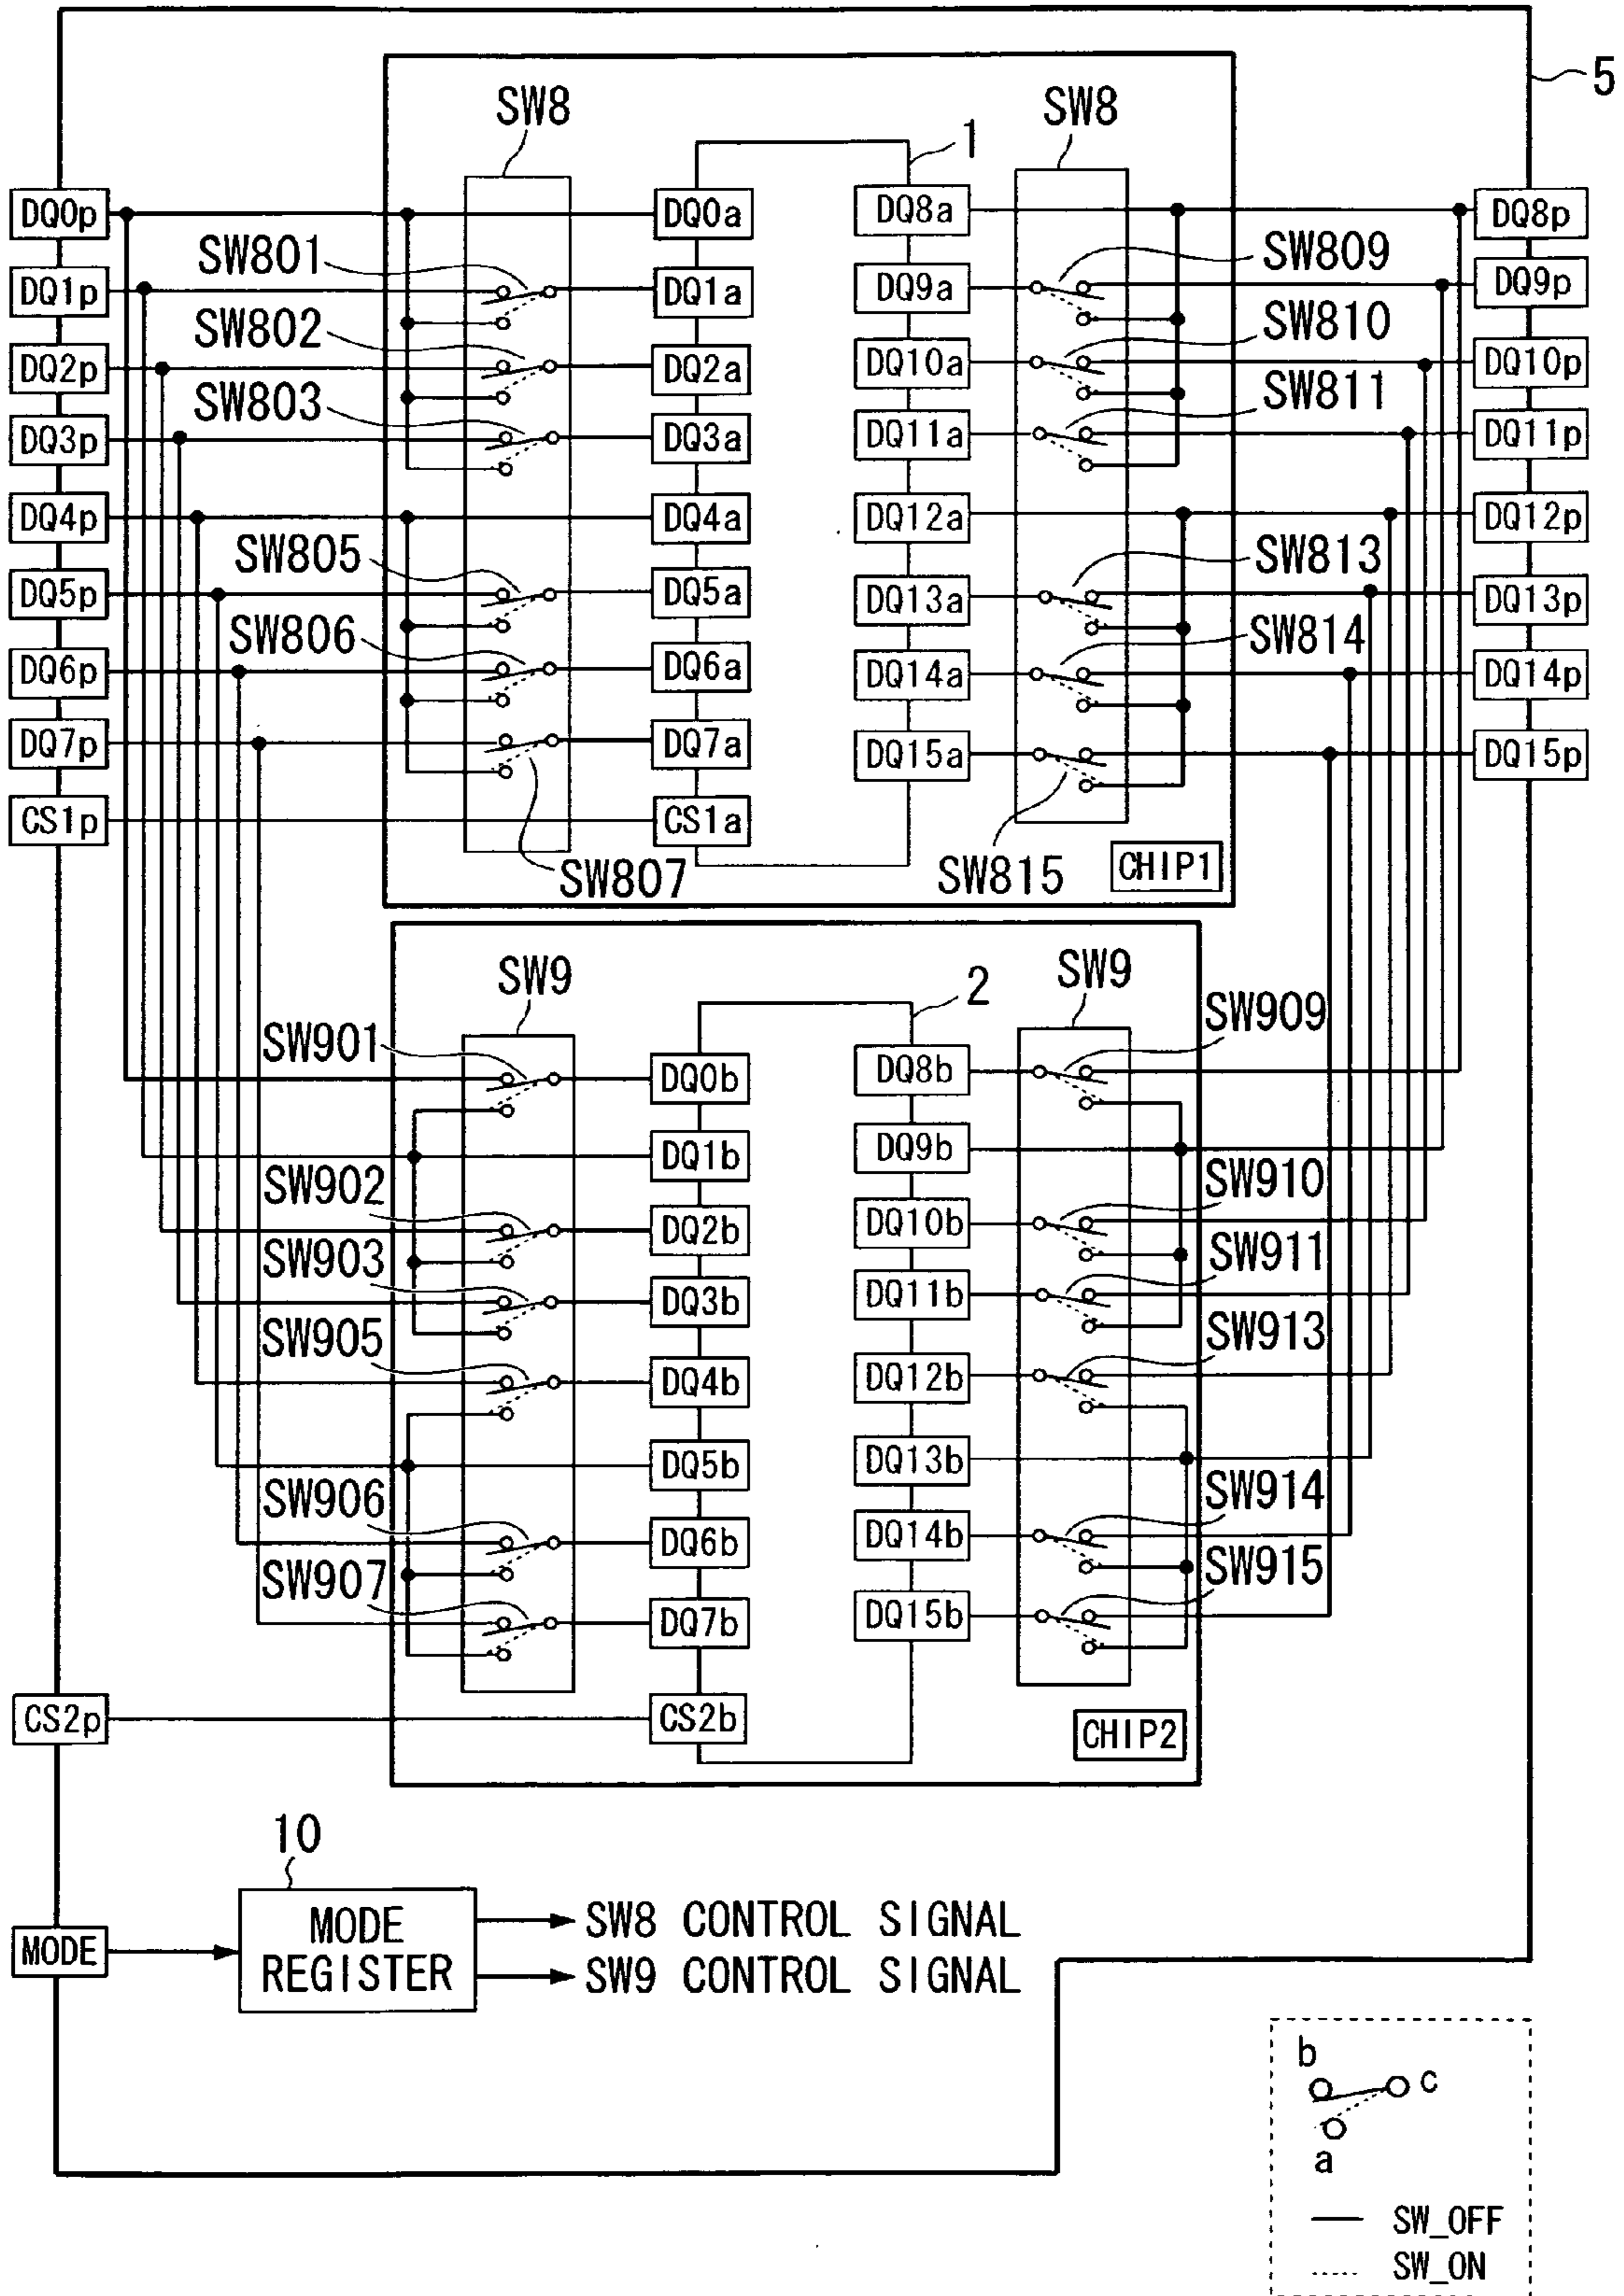 5
SW8
SW8
1
DQ0p
DQ0a
DQ8a
DQ8p
SW801
SW809
DQ1p
DQ1a
DQ9a
DQ9p
SW802
SW810
DQ2p
DQ2a
DQ10a
DQ10p
SW803
SW811
DQ3p
DQ3a
DQ11a
DQ11p
DQ4p
DQ4a
DQ12a
DQ12p
SW805
SW813
DQ5p
DQ5a
DQ13a
DQ13p
SW806
SW814
DQ6p
DQ6a
DQ14a
DQ14p
DQ7p
DQ7a
DQ15a
DQ15p
CS1p
CS1a
SW807
SW815
CHIP1
SW9
2
SW9
SW901
SW909
DQ0b
DQ8b
DQ1b
DQ9b
SW902
SW910
DQ2b
DQ10b
SW903
SW911
DQ3b
DQ11b
SW905
SW913
DQ4b
DQ12b
DQ5b
DQ13b
SW906
SW914
DQ6b
DQ14b
SW907
SW915
DQ7b
DQ15b
CS2p
CS2b
CHIP2
10
MODE
MODE
REGISTER
SW8 CONTROL SIGNAL
SW9 CONTROL SIGNAL
b
c
a
SW_OFF
SW_ON